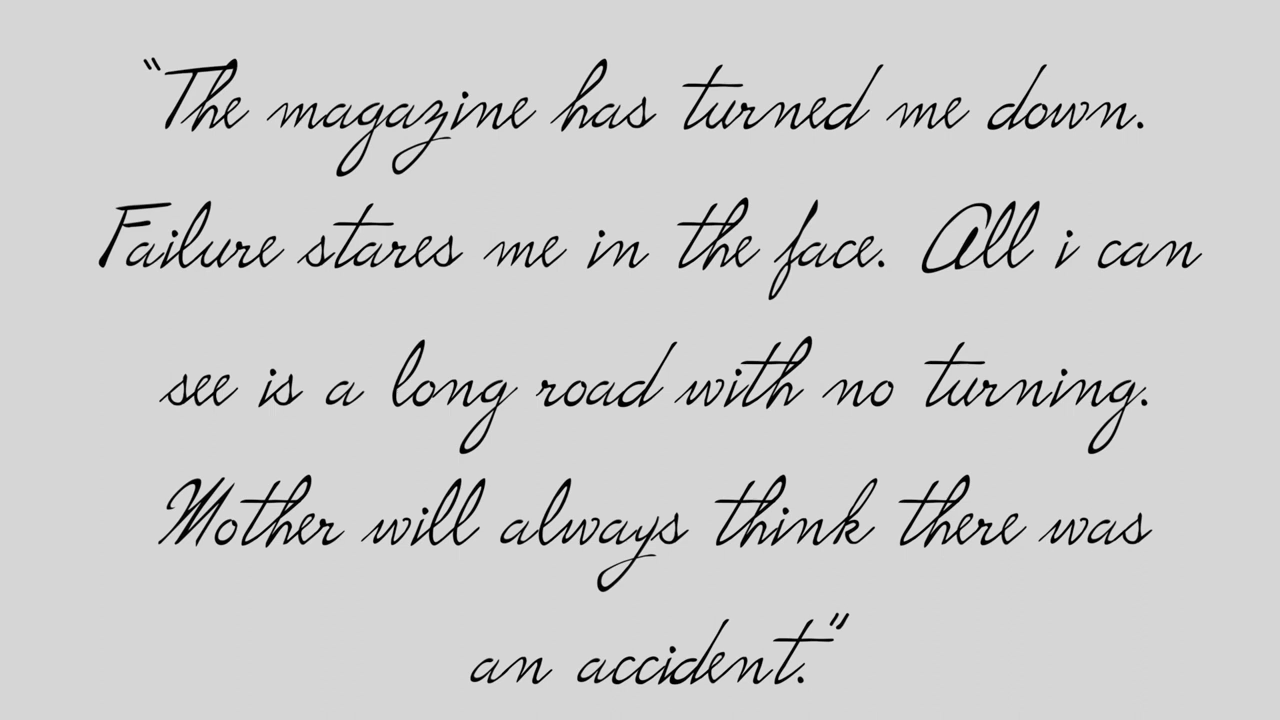 "The magazine has turned me down.
Failure stares me in the face. All i can
see is a long road with no turning.
Mother will always think there was
an accident."